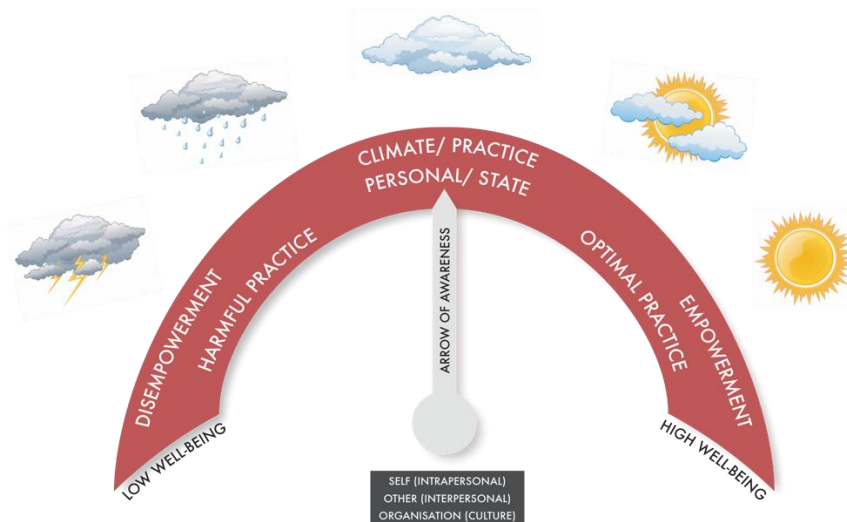 CLIMATE/ PRACTICE
PERSONAL/ STATE
DISEMPOWERMENT
HARMFUL PRACTICE
ARROW OF AWARENESS
OPTIMAL PRACTICE
EMPOWERMENT
LOW WELL-BEING
HIGH WELL-BEING
SELF (INTRAPERSONAL)
OTHER (INTERPERSONAL)
ORGANISATION (CULTURE)